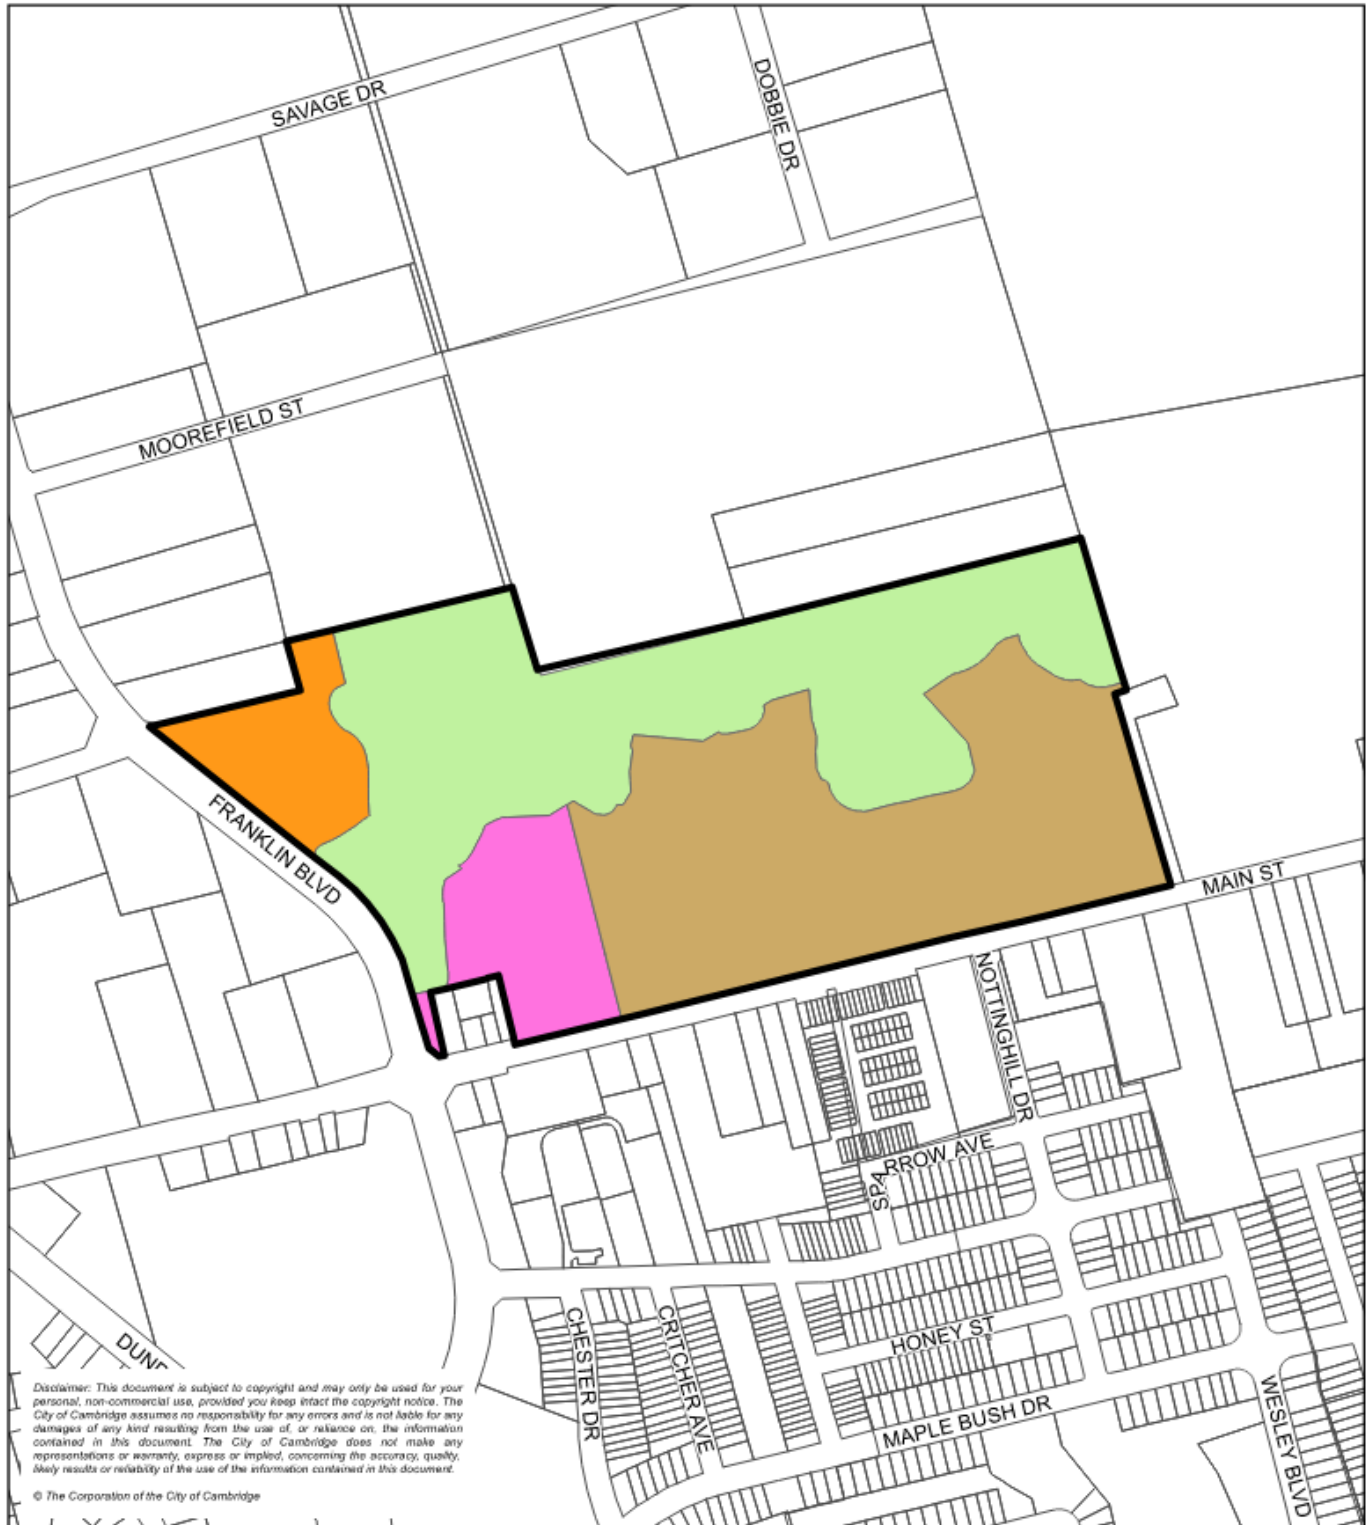 SAVAGE DR
DOBBIE DR
MOOREFIELD ST
FRANKLIN BLVD
MAIN ST
NOTTINGHILL DR
SPARROW AVE
CHESTER DR
CRITCHER AVE
HONEY ST
MAPLE BUSH DR
WESLEY BLVD
DUND
Disclaimer: This document is subject to copyright and may only be used for your
personal, non-commercial use, provided you keep intact the copyright notice. The
City of Cambridge assumes no responsibility for any errors and is not liable for any
damages of any kind resulting from the use of, or reliance on, the information
contained in this document. The City of Cambridge does not make any
representations or warranty, express or implied, concerning the accuracy, quality,
likely results or reliability of the use of the information contained in this document.
© The Corporation of the City of Cambridge